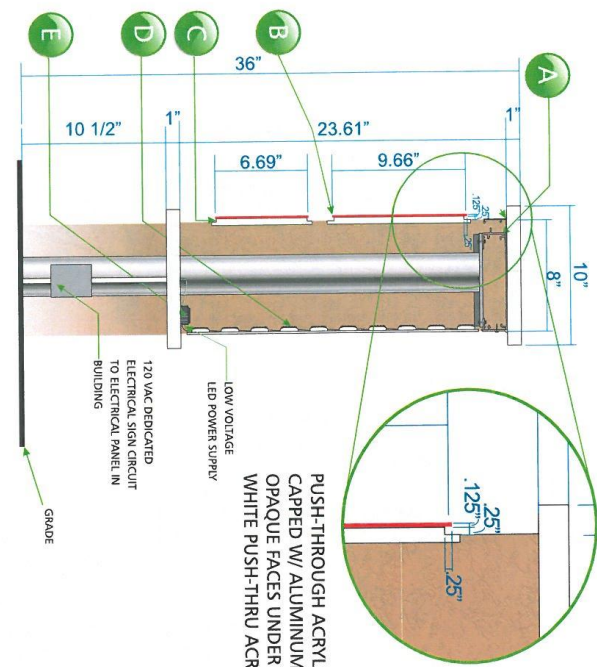 E
D
C
B
A
36"
10 1/2"
1"
23.61"
1"
6.69"
9.66"
.125"
.25"
.25"
8"
10"
.125"
.25"
.25"
LOW VOLTAGE
LED POWER SUPPLY
120 VAC DEDICATED
ELECTRICAL SIGN CIRCUIT
TO ELECTRICAL PANEL IN
BUILDING
GRADE
PUSH-THROUGH ACRYL
CAPPED W/ ALUMINUM
OPAQUE FACES UNDER
WHITE PUSH-THRU ACR